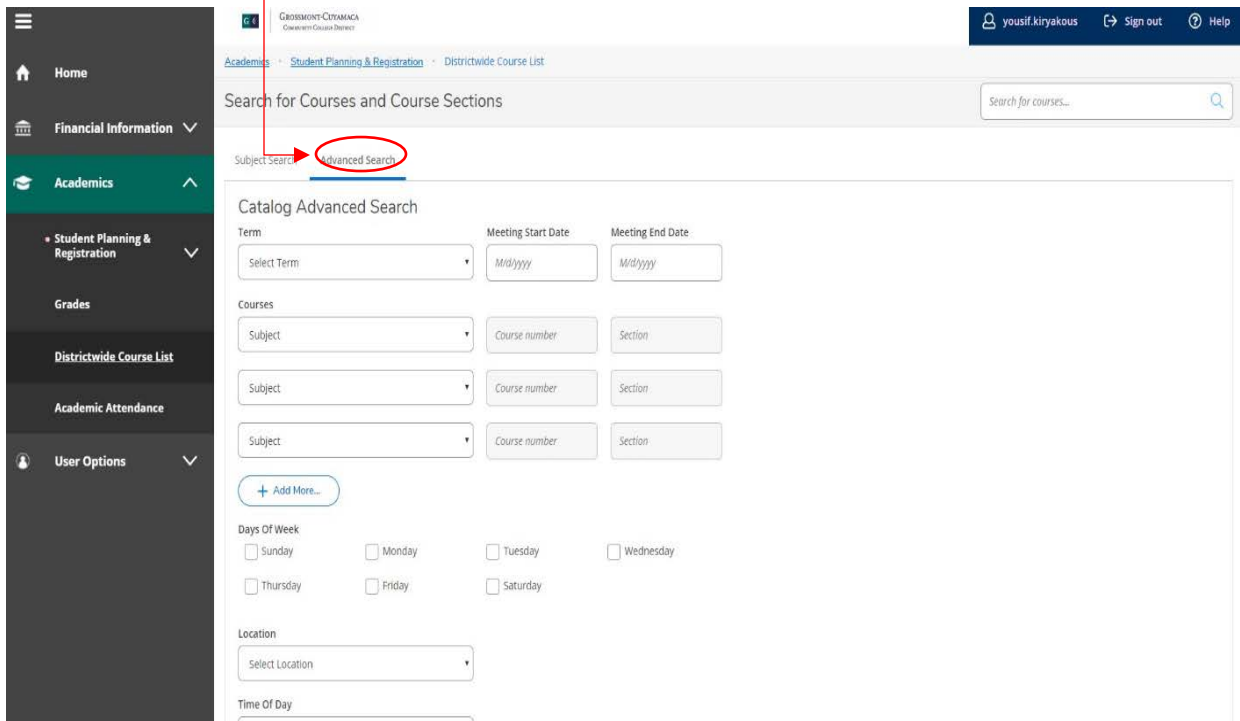 G C
GROSSMONT-CUYAMACA
COMMUNITY COLLEGE DISTRICT
yousif.kiryakous
Sign out
? Help
Academics · Student Planning & Registration · Districtwide Course List
Search for Courses and Course Sections
Search for courses...
Home
Financial Information
Academics
Student Planning &
Registration
Grades
Districtwide Course List
Academic Attendance
User Options
Subject Search
Advanced Search
Catalog Advanced Search
Term
Meeting Start Date
Meeting End Date
Select Term
M/d/yyyy
M/d/yyyy
Courses
Subject
Course number
Section
Subject
Course number
Section
Subject
Course number
Section
+ Add More...
Days Of Week
Sunday
Monday
Tuesday
Wednesday
Thursday
Friday
Saturday
Location
Select Location
Time Of Day